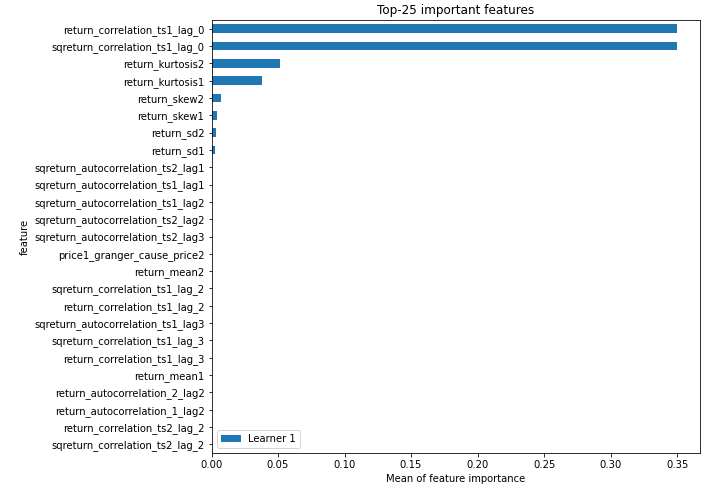 Top-25 important features
return_correlation_ts1_lag_0
sqreturn_correlation_ts1_lag_0
return_kurtosis2
return_kurtosis1
return_skew2
return_skew1
return_sd2
return_sd1
sqreturn_autocorrelation_ts2_lag1
sqreturn_autocorrelation_ts1_lag1
sqreturn_autocorrelation_ts1_lag2
sqreturn_autocorrelation_ts2_lag2
sqreturn_autocorrelation_ts2_lag3
price1_granger_cause_price2
return_mean2
sqreturn_correlation_ts1_lag_2
return_correlation_ts1_lag_2
sqreturn_autocorrelation_ts1_lag3
sqreturn_correlation_ts1_lag_3
return_correlation_ts1_lag_3
return_mean1
return_autocorrelation_2_lag2
return_autocorrelation_1_lag2
return_correlation_ts2_lag_2
sqreturn_correlation_ts2_lag_2
feature
Learner 1
0.00 0.05 0.10 0.15 0.20 0.25 0.30 0.35
Mean of feature importance